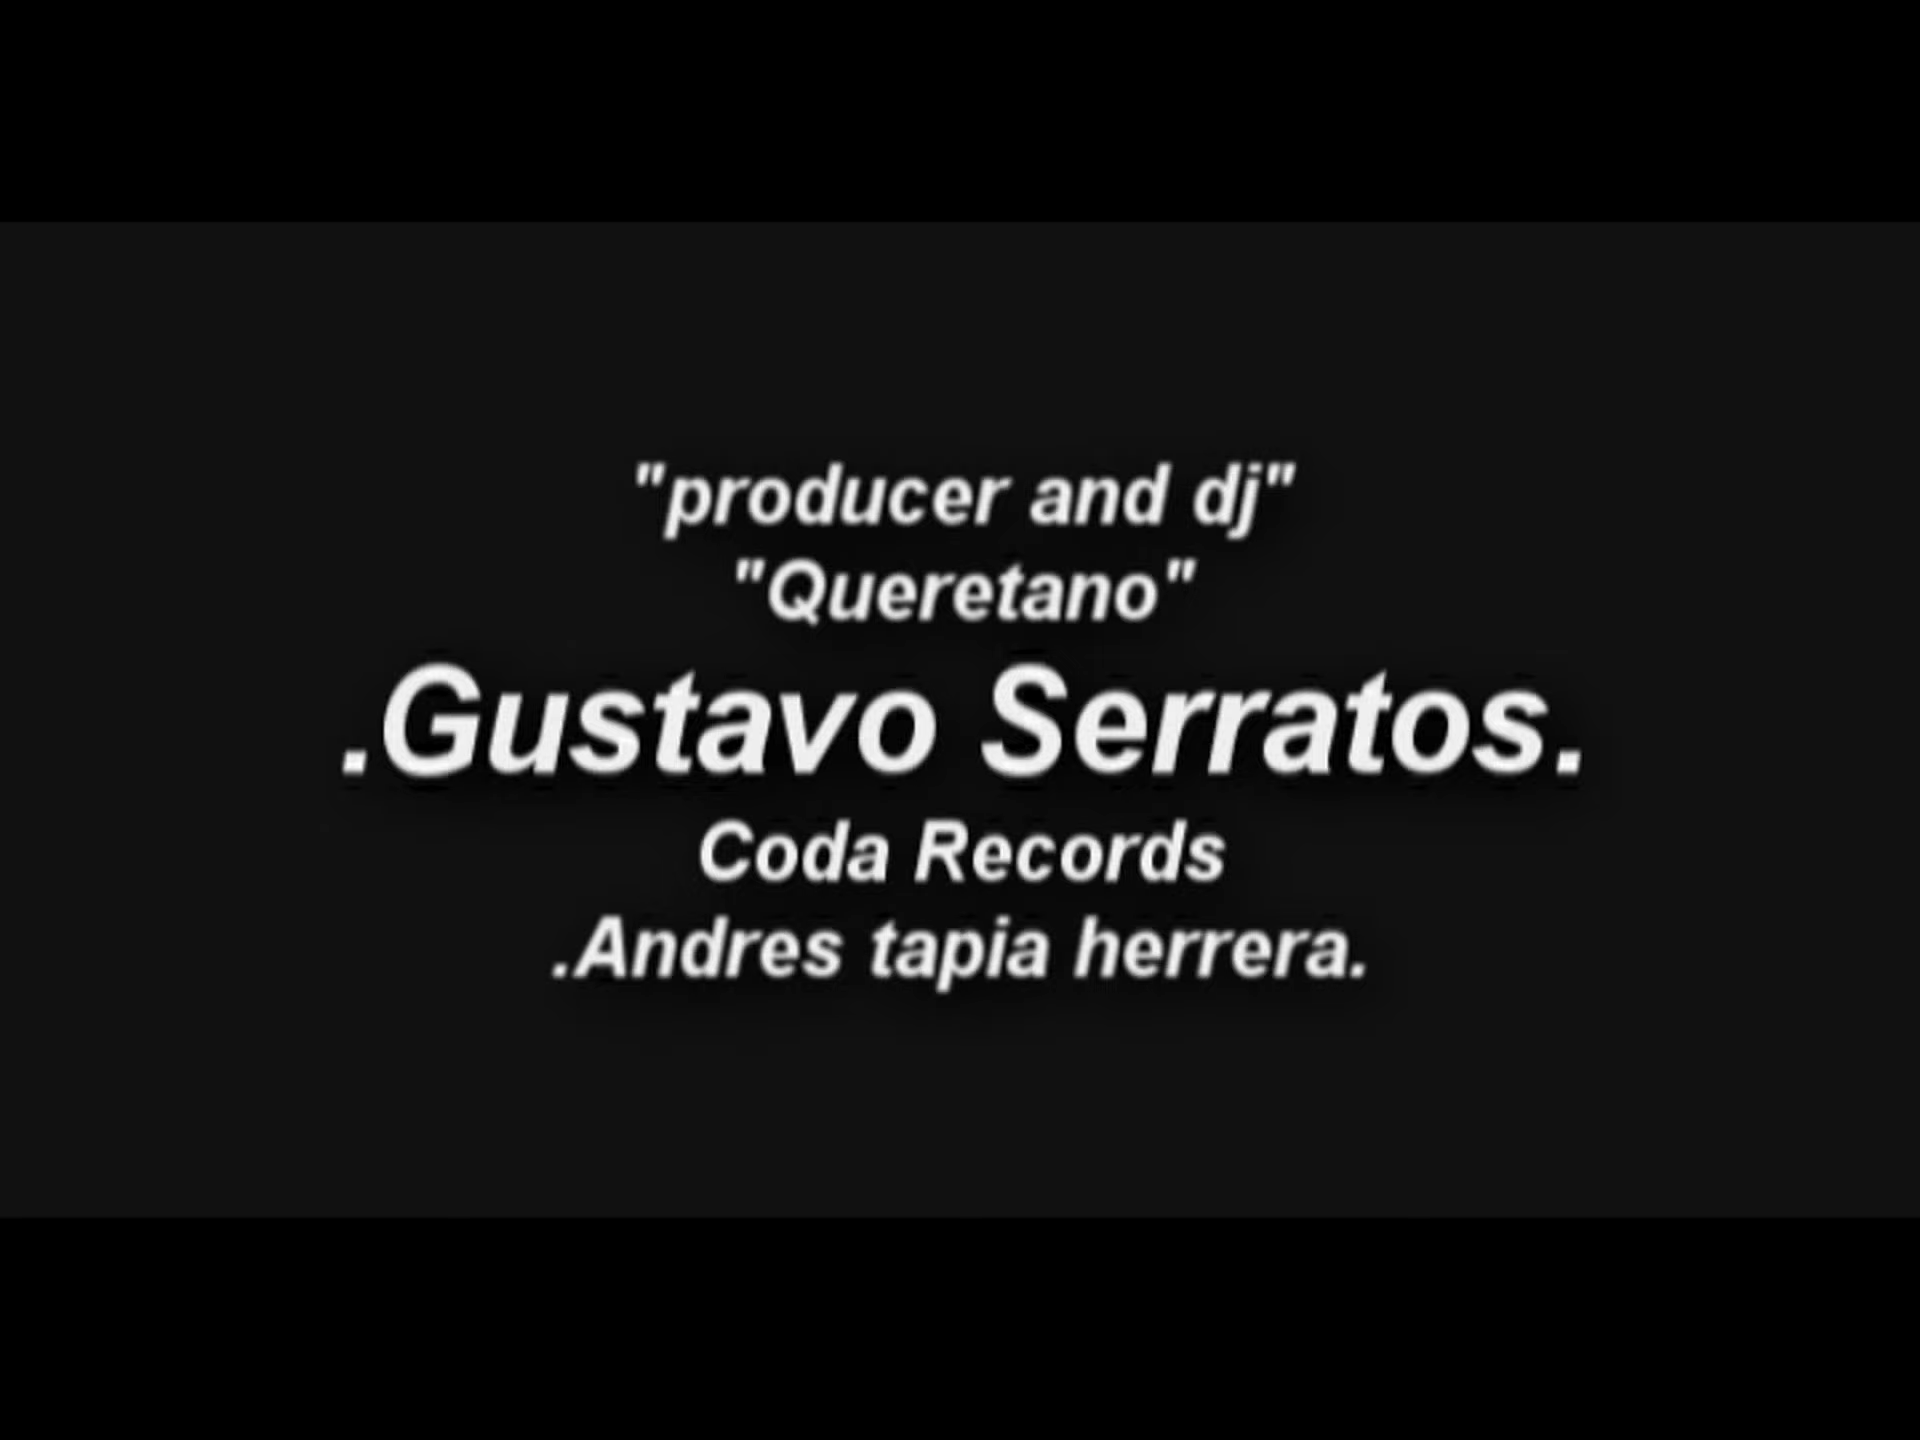 "producer and dj"
"Queretano"
.Gustavo Serratos.
Coda Records
.Andres tapia herrera.